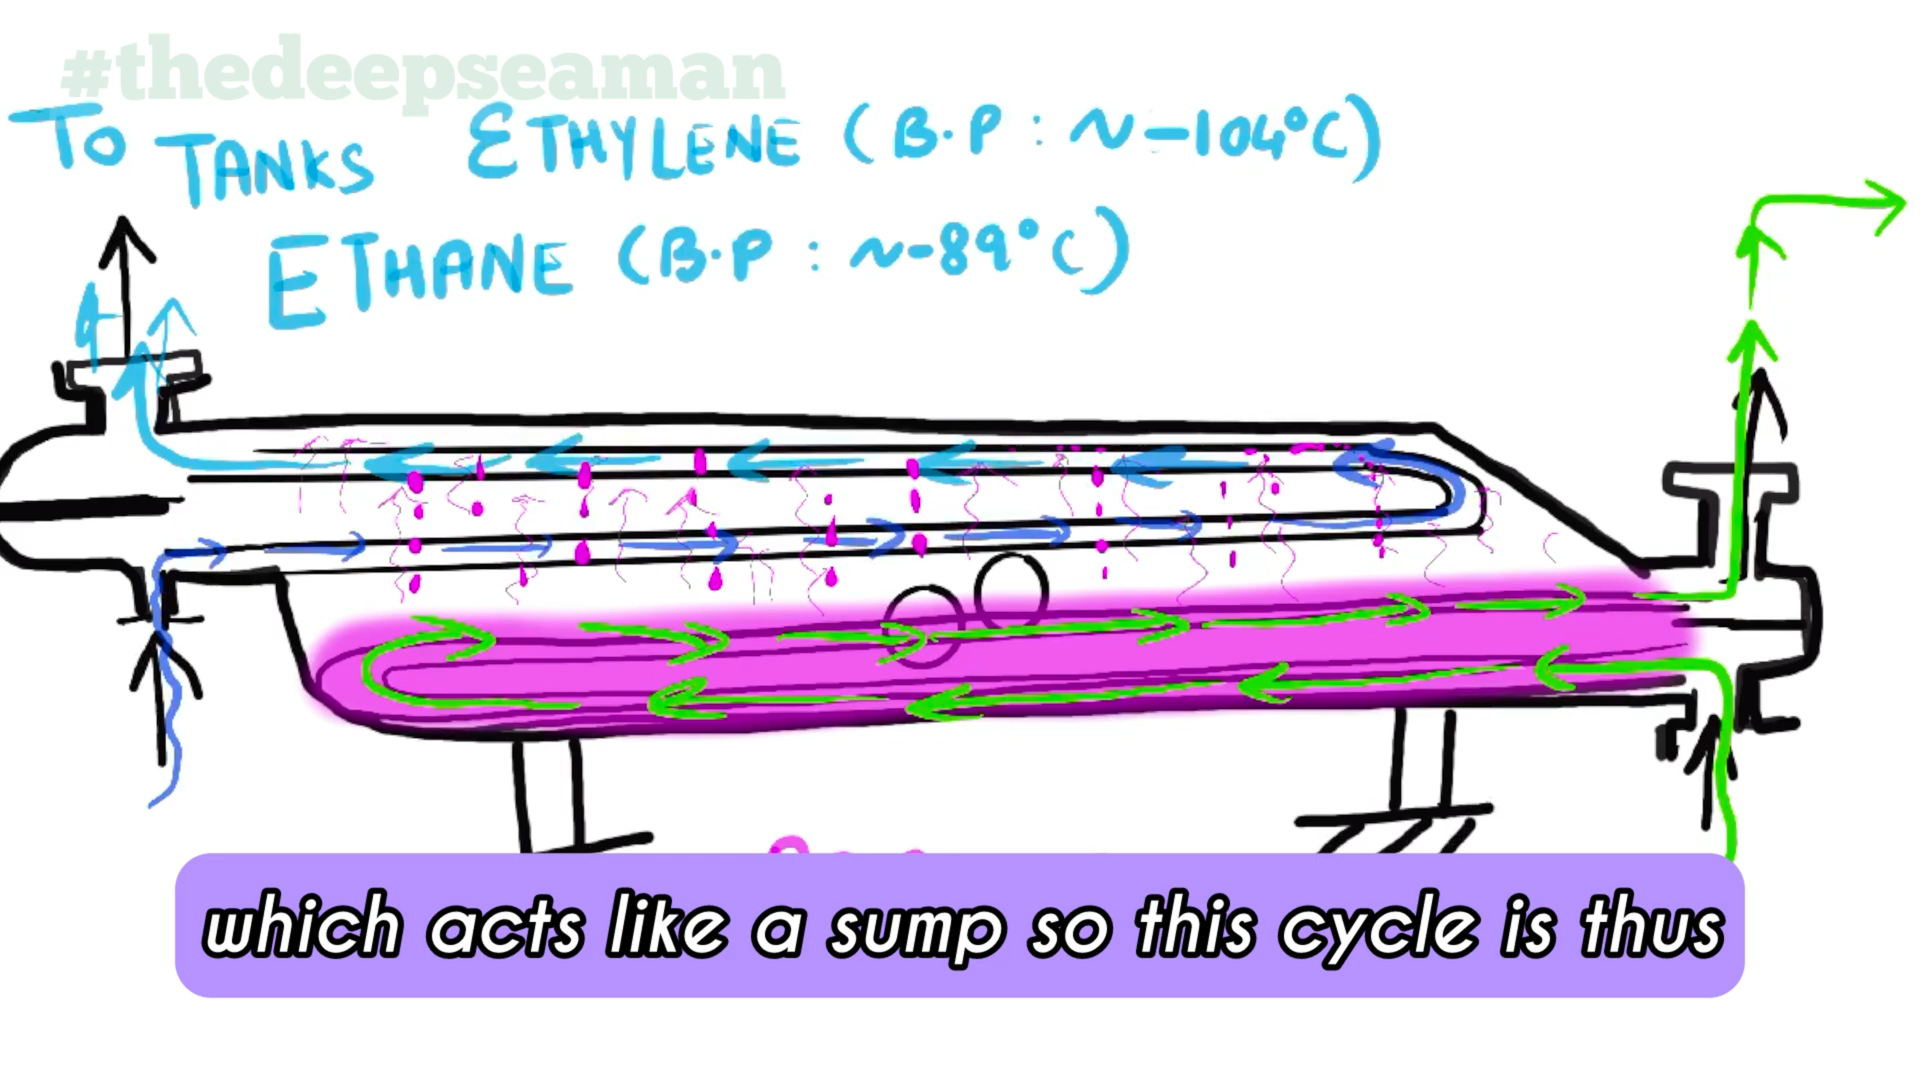 #thedeepseaman
TO TANKS ETHYLENE (B.P : ~-104°C)
ETHANE (B.P : ~-89°C)
which acts like a sump so this cycle is thus